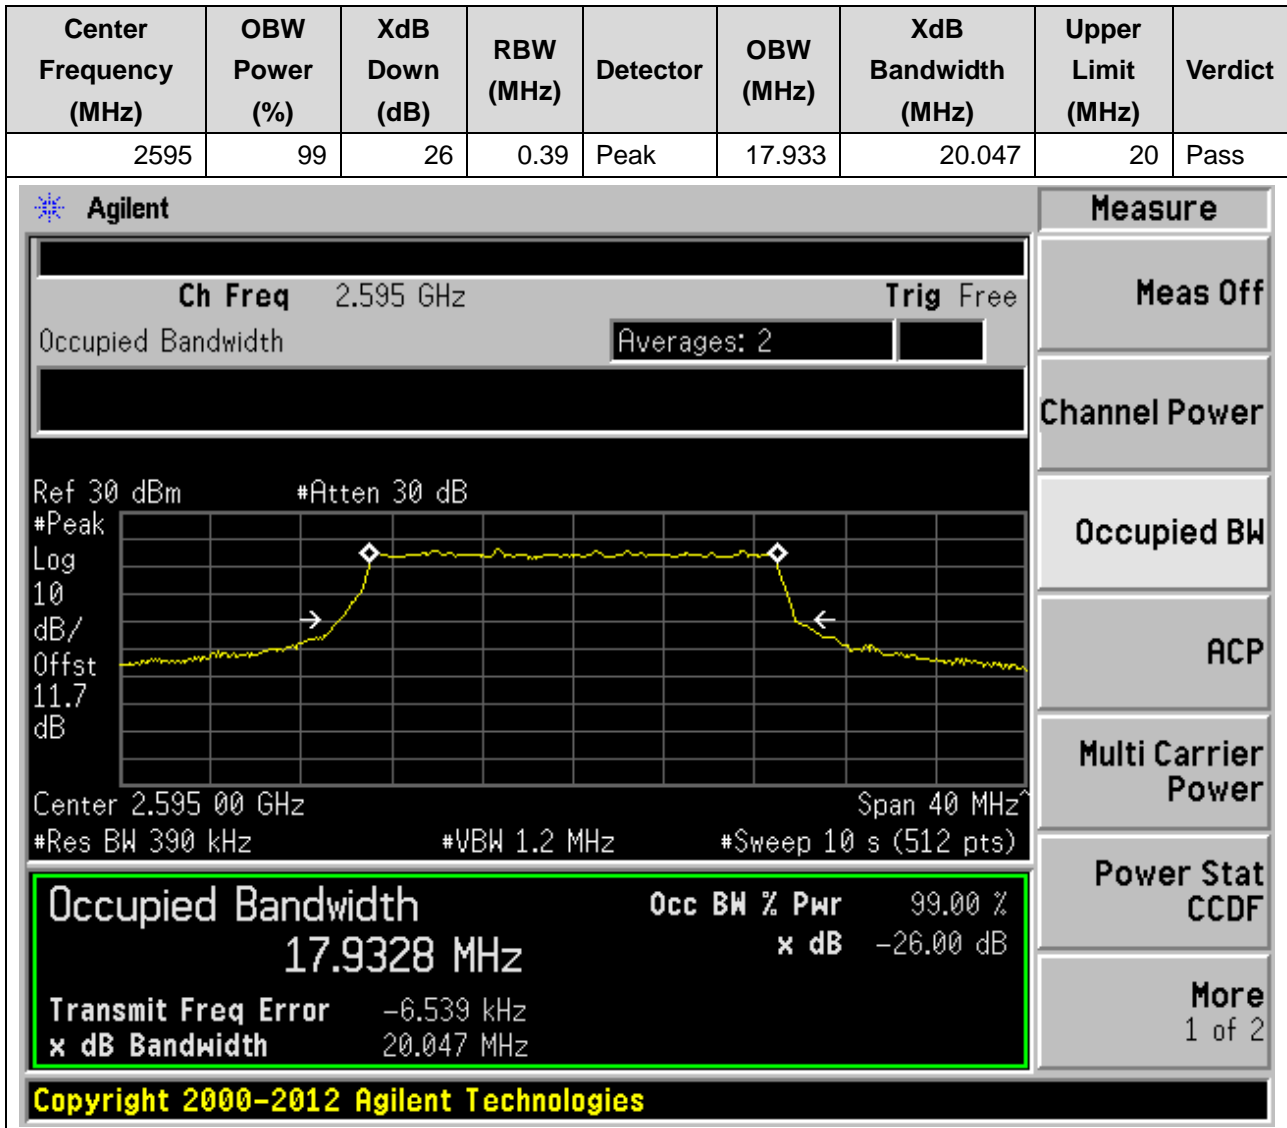 Center Frequency (MHz) OBW Power (%) XdB Down (dB) RBW (MHz) Detector OBW (MHz) XdB Bandwidth (MHz) Upper Limit (MHz) Verdict
2595 99 26 0.39 Peak 17.933 20.047 20 Pass
Agilent
Measure
Ch Freq 2.595 GHz Trig Free
Occupied Bandwidth Averages: 2
Meas Off
Channel Power
Occupied BW
ACP
Multi Carrier
Power
Power Stat
CCDF
More
1 of 2
Ref 30 dBm #Atten 30 dB
#Peak
Log
10
dB/
Offst
11.7
dB
Center 2.595 00 GHz Span 40 MHz^
#Res BW 390 kHz #VBW 1.2 MHz #Sweep 10 s (512 pts)
Occupied Bandwidth Occ BW % Pwr 99.00 %
17.9328 MHz x dB -26.00 dB
Transmit Freq Error -6.539 kHz
x dB Bandwidth 20.047 MHz
Copyright 2000-2012 Agilent Technologies